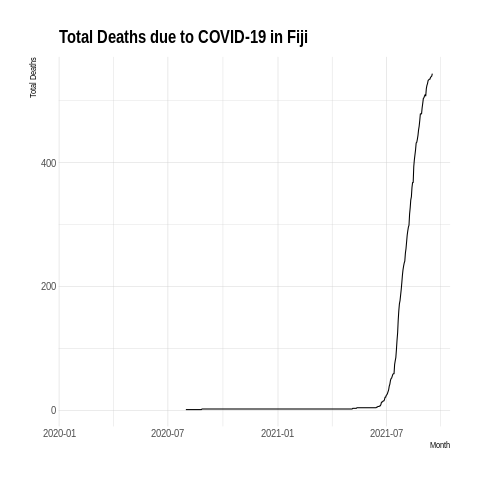 Total Deaths due to COVID-19 in Fiji
Total Deaths
400
200
0
2020-01 2020-07 2021-01 2021-07
Month